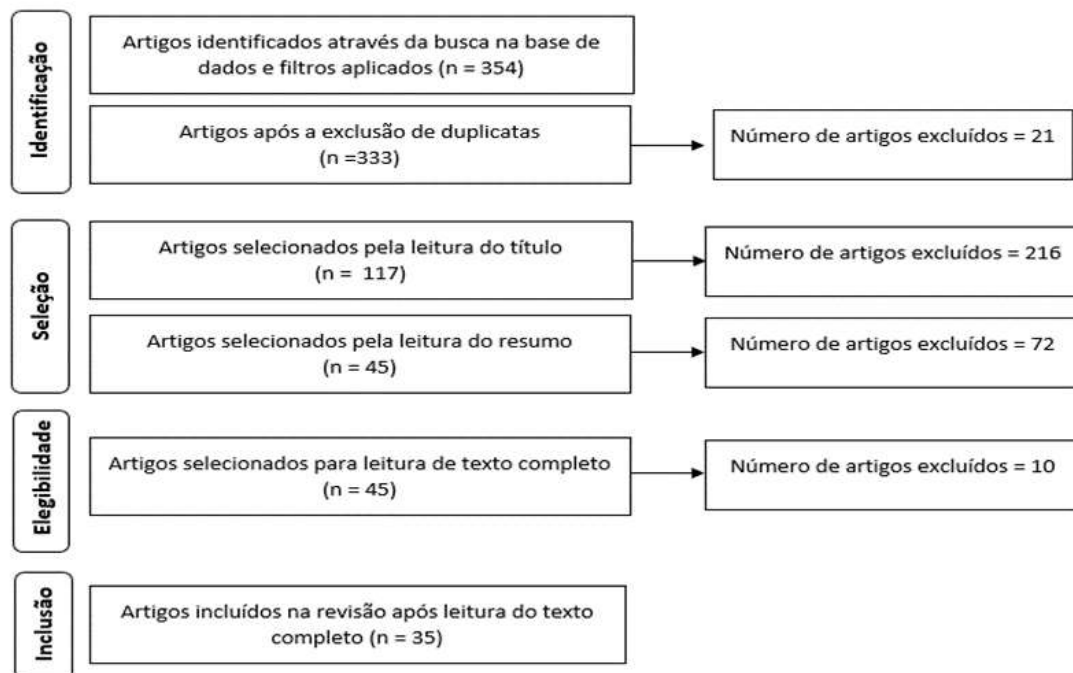 Identificação
Artigos identificados através da busca na base de
dados e filtros aplicados (n = 354)
Artigos após a exclusão de duplicatas
(n =333)
Número de artigos excluídos = 21
Seleção
Artigos selecionados pela leitura do título
(n =  117)
Número de artigos excluídos = 216
Artigos selecionados pela leitura do resumo
(n = 45)
Número de artigos excluídos = 72
Elegibilidade
Artigos selecionados para leitura de texto completo
(n = 45)
Número de artigos excluídos = 10
Inclusão
Artigos incluídos na revisão após leitura do texto
completo (n = 35)